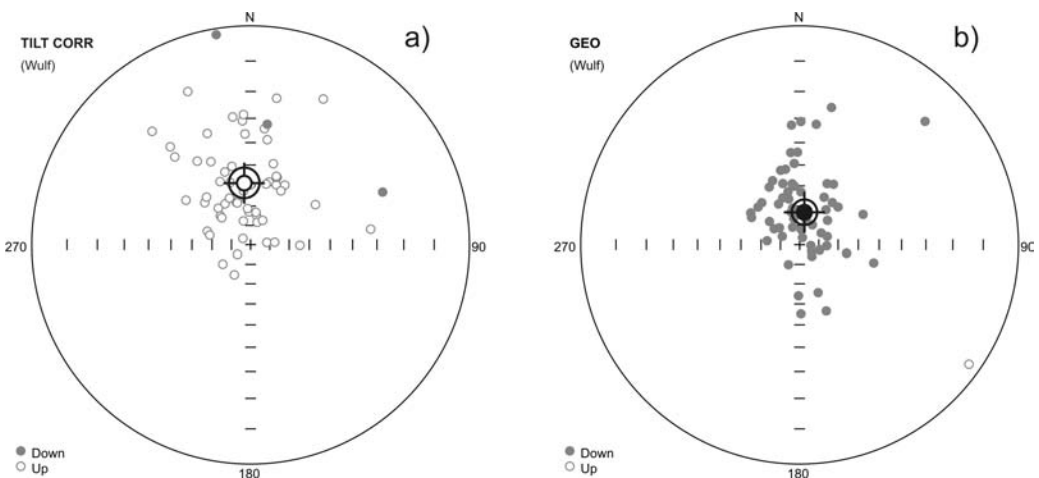 N
TILT CORR
(Wulf)
a)
270
90
180
Down
Up
N
GEO
(Wulf)
b)
270
90
180
Down
Up